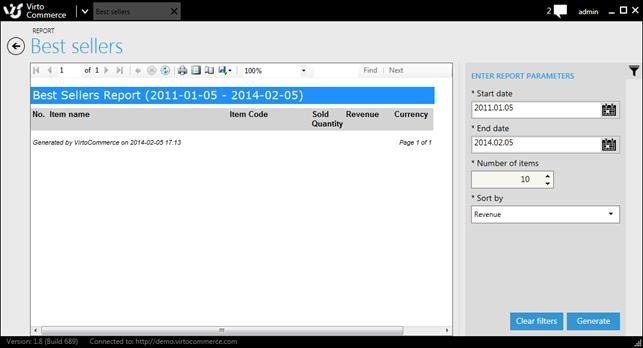 Virto
Commerce
Best sellers
2
admin
REPORT
Best sellers
1 of 1
100%
Find | Next
Best Sellers Report (2011-01-05 - 2014-02-05)
No. Item name Item Code Sold Quantity Revenue Currency
Generated by VirtoCommerce on 2014-02-05 17:13
Page 1 of 1
ENTER REPORT PARAMETERS
* Start date
2011.01.05
* End date
2014.02.05
* Number of items
10
* Sort by
Revenue
Clear filters
Generate
Version: 1.8 (Build 689) Connected to: http://demo.virtocommerce.com